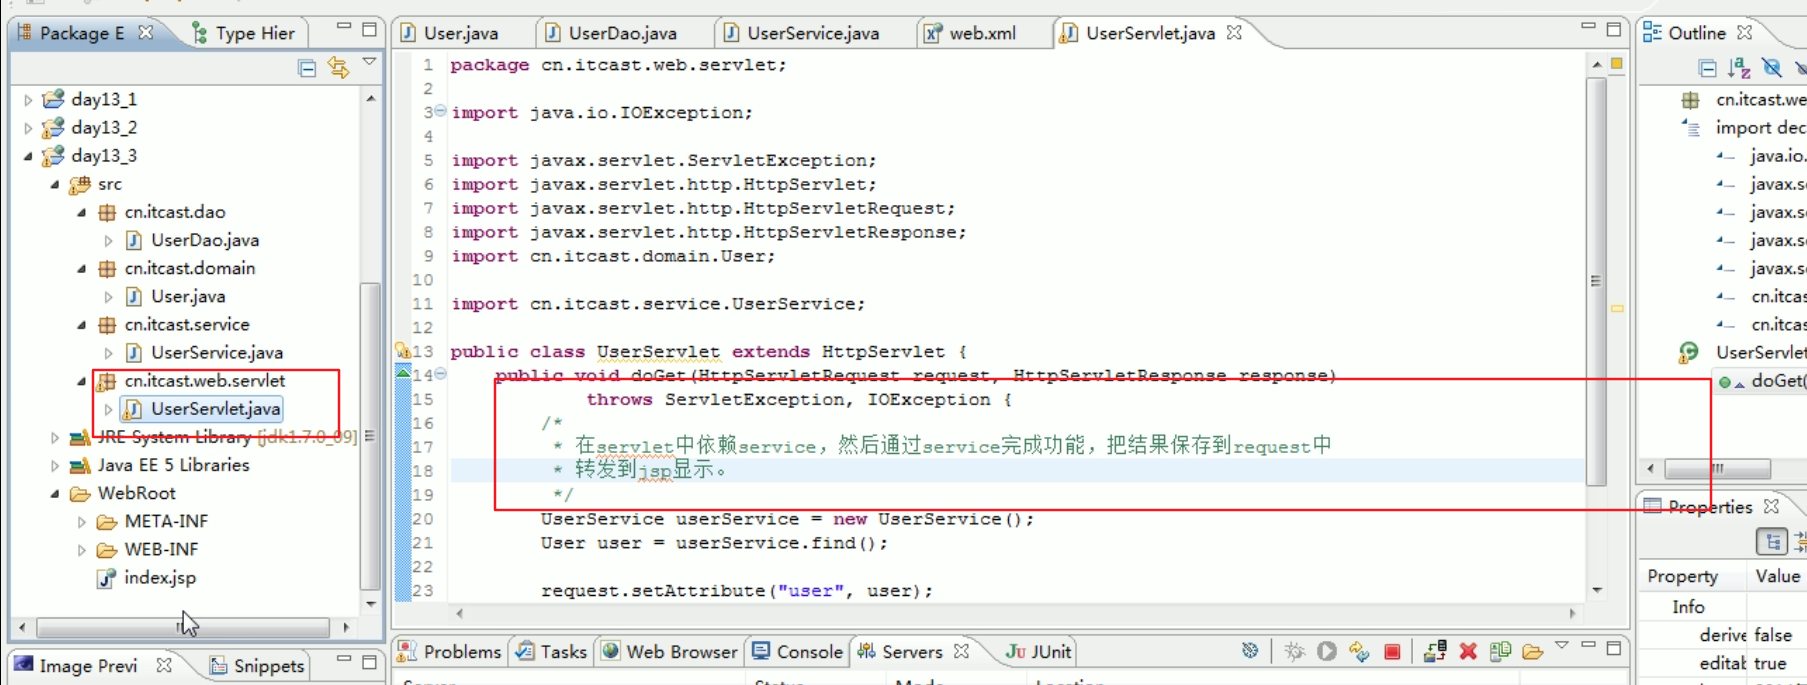 Package E
Type Hier
day13_1
day13_2
day13_3
src
cn.itcast.dao
UserDao.java
cn.itcast.domain
User.java
cn.itcast.service
UserService.java
cn.itcast.web.servlet
UserServlet.java
JRE System Library [jdk1.7.0_09]
Java EE 5 Libraries
WebRoot
META-INF
WEB-INF
index.jsp
Image Previ
Snippets
User.java
UserDao.java
UserService.java
web.xml
UserServlet.java
1 package cn.itcast.web.servlet;
2
3 import java.io.IOException;
4
5 import javax.servlet.ServletException;
6 import javax.servlet.http.HttpServlet;
7 import javax.servlet.http.HttpServletRequest;
8 import javax.servlet.http.HttpServletResponse;
9 import cn.itcast.domain.User;
10
11 import cn.itcast.service.UserService;
12
13 public class UserServlet extends HttpServlet {
14 public void doGet(HttpServletRequest request, HttpServletResponse response)
15 throws ServletException, IOException {
16 /*
17 * 在servlet中依赖service，然后通过service完成功能，把结果保存到request中
18 * 转发到jsp显示。
19 */
20 UserService userService = new UserService();
21 User user = userService.find();
22
23 request.setAttribute("user", user);
Problems
Tasks
Web Browser
Console
Servers
JUnit
Outline
cn.itcast.we
import dec
java.io.
javax.s
javax.s
javax.s
javax.s
cn.itcas
cn.itcas
UserServlet
doGet(
Properties
Property Value
Info
derive false
editab true